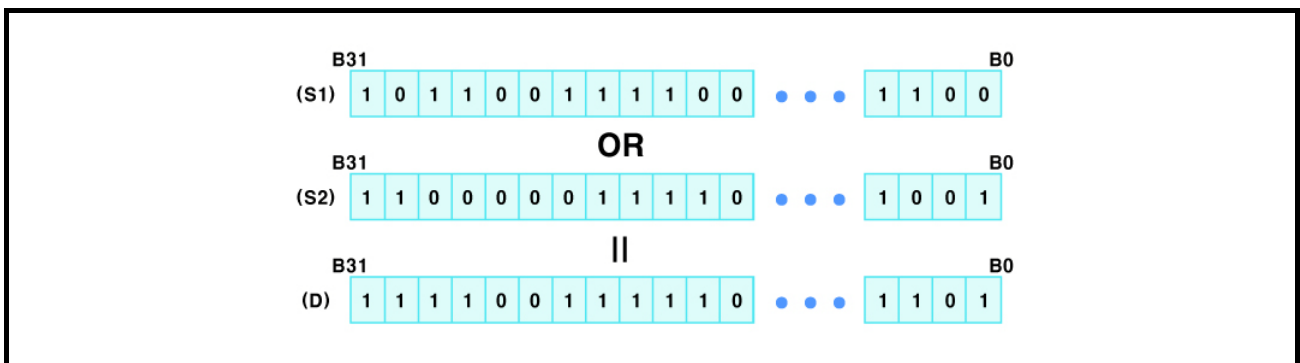 B31 B0
(S1) 1 0 1 1 0 0 1 1 1 1 0 0 1 1 0 0
OR
B31 B0
(S2) 1 1 0 0 0 0 0 1 1 1 1 0 1 0 0 1
||
B31 B0
(D) 1 1 1 1 0 0 1 1 1 1 1 0 1 1 0 1